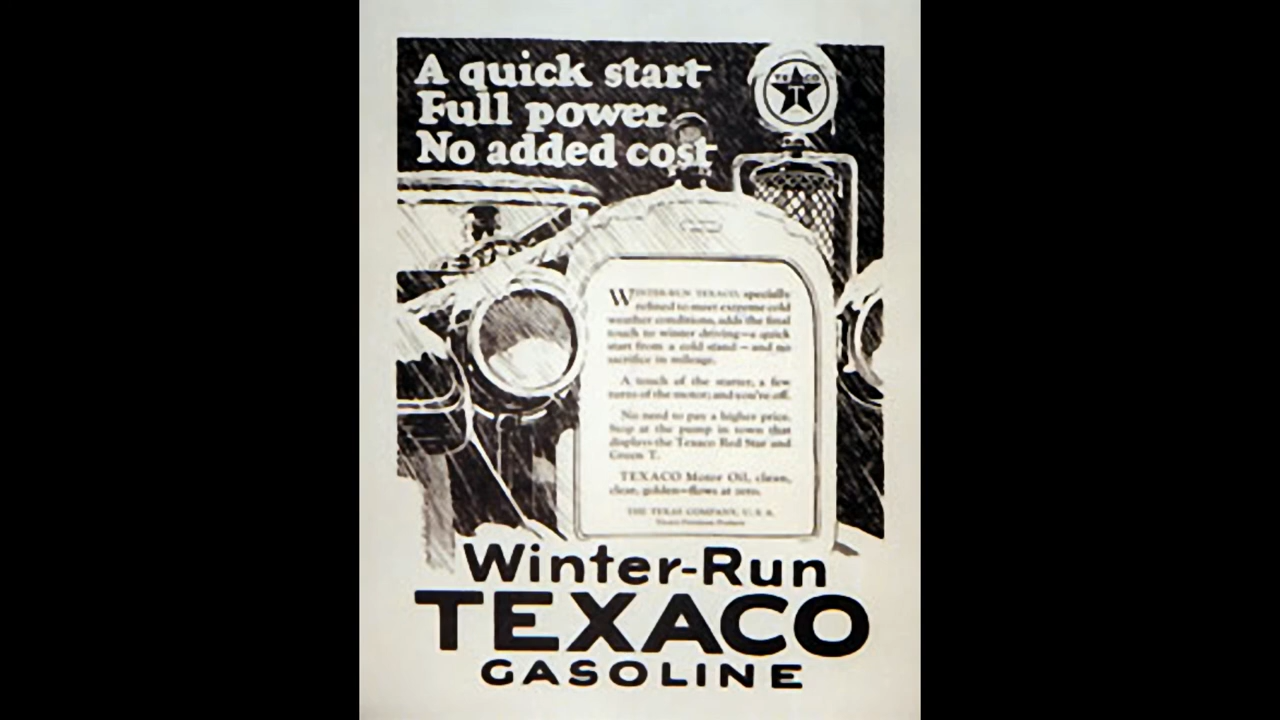 A quick start
Full power
No added cost
TEXACO
T
WINTER-RUN TEXACO, specially
refined to meet extreme cold
weather conditions, adds the final
touch to winter driving—a quick
start from a cold stand—and no
sacrifice in mileage.
A touch of the starter, a few
turns of the motor; and you're off.
No need to pay a higher price.
Stop at the pump in town that
displays the Texaco Red Star and
Green T.
TEXACO Motor Oil, clean,
clear, golden—flows at zero.
THE TEXAS COMPANY, U. S. A.
Texaco Petroleum Products
Winter-Run
TEXACO
GASOLINE